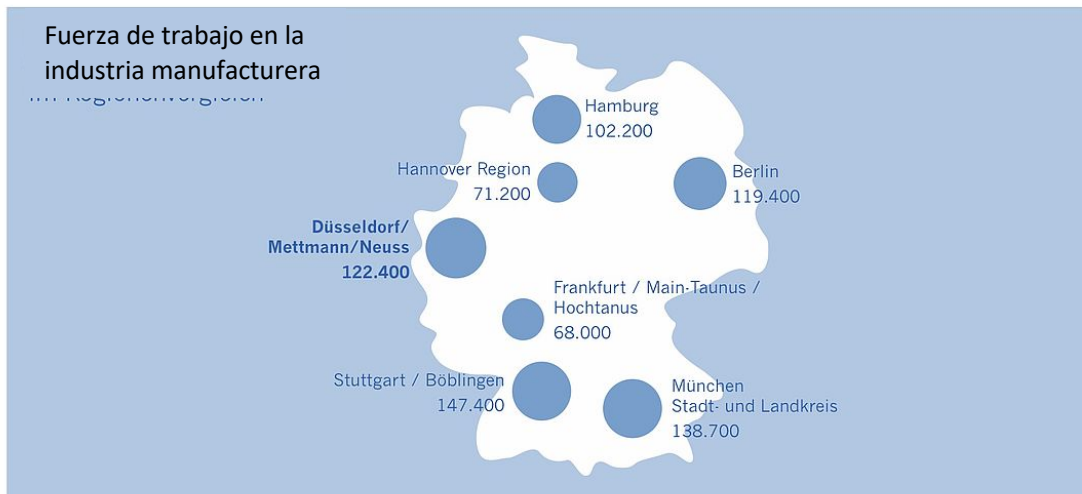 Fuerza de trabajo en la
industria manufacturera
im Regionenvergleich
Hamburg
102.200
Hannover Region
71.200
Berlin
119.400
Düsseldorf/
Mettmann/Neuss
122.400
Frankfurt / Main-Taunus /
Hochtanus
68.000
Stuttgart / Böblingen
147.400
München
Stadt- und Landkreis
138.700